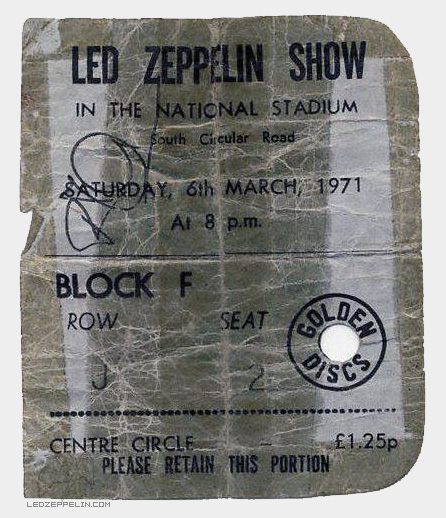 LED ZEPPELIN SHOW
IN THE NATIONAL STADIUM
South Circular Road
SATURDAY, 6th MARCH, 1971
At 8 p.m.
BLOCK F
ROW SEAT
J 2
GOLDEN DISCS
CENTRE CIRCLE – £1.25p
PLEASE RETAIN THIS PORTION
LEDZEPPELIN.COM